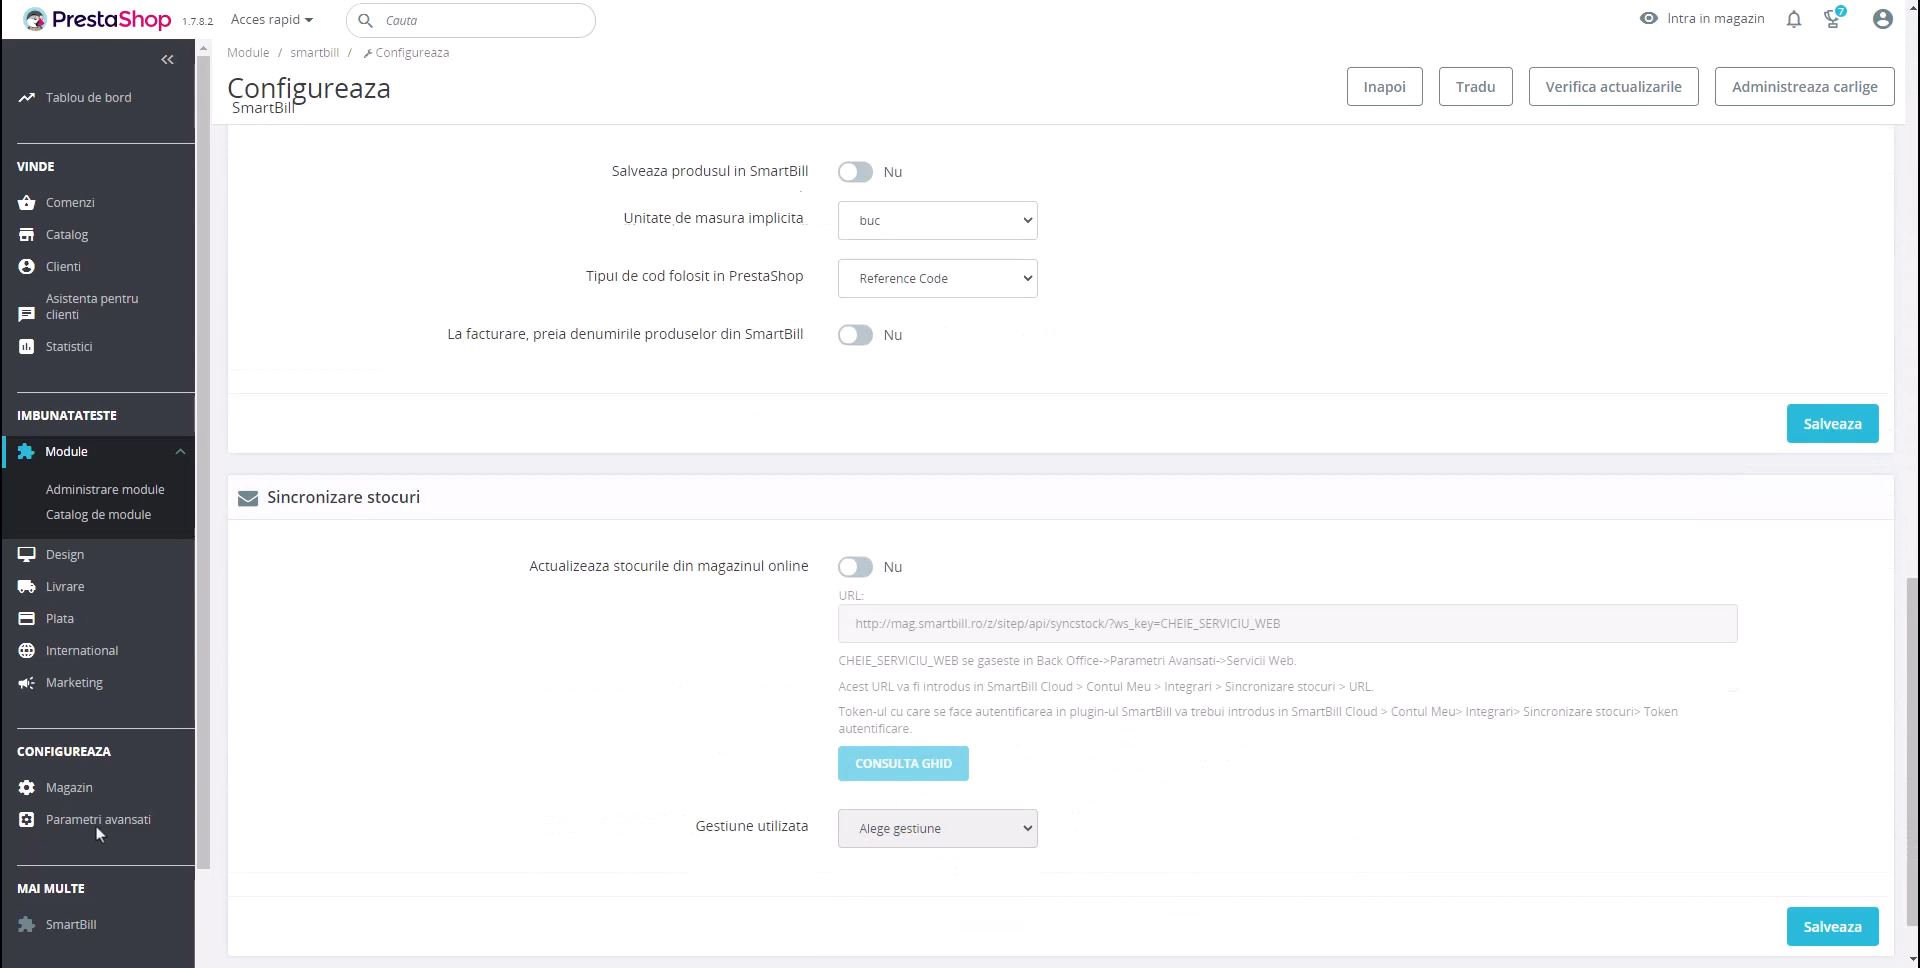 PrestaShop 1.7.8.2 Acces rapid Cauta Intra in magazin 7
Module / smartbill / Configureaza
Configureaza
SmartBill
Inapoi Tradu Verifica actualizarile Administreaza carlige
Tablou de bord
VINDE
Comenzi
Catalog
Clienti
Asistenta pentru
clienti
Statistici
IMBUNATATESTE
Module
Administrare module
Catalog de module
Design
Livrare
Plata
International
Marketing
CONFIGUREAZA
Magazin
Parametri avansati
MAI MULTE
SmartBill
Salveaza produsul in SmartBill Nu
Unitate de masura implicita buc
Tipul de cod folosit in PrestaShop Reference Code
La facturare, preia denumirile produselor din SmartBill Nu
Salveaza
Sincronizare stocuri
Actualizeaza stocurile din magazinul online Nu
URL:
http://mag.smartbill.ro/z/sitep/api/syncstock/?ws_key=CHEIE_SERVICIU_WEB
CHEIE_SERVICIU_WEB se gaseste in Back Office->Parametri Avansati->Servicii Web.
Acest URL va fi introdus in SmartBill Cloud > Contul Meu > Integrari > Sincronizare stocuri > URL.
Token-ul cu care se face autentificarea in plugin-ul SmartBill va trebui introdus in SmartBill Cloud > Contul Meu> Integrari> Sincronizare stocuri> Token
autentificare.
CONSULTA GHID
Gestiune utilizata Alege gestiune
Salveaza